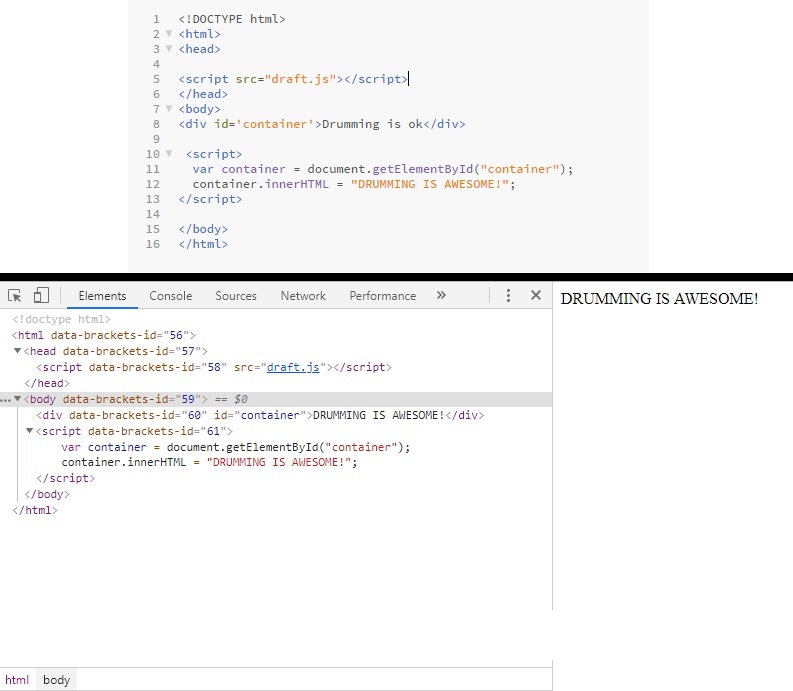 1 <!DOCTYPE html>
2 <html>
3 <head>
4
5 <script src="draft.js"></script>
6 </head>
7 <body>
8 <div id='container'>Drumming is ok</div>
9
10 <script>
11 var container = document.getElementById("container");
12 container.innerHTML = "DRUMMING IS AWESOME!";
13 </script>
14
15 </body>
16 </html>
Elements Console Sources Network Performance »
DRUMMING IS AWESOME!
<!doctype html>
<html data-brackets-id="56">
<head data-brackets-id="57">
<script data-brackets-id="58" src="draft.js"></script>
</head>
<body data-brackets-id="59"> == $0
<div data-brackets-id="60" id="container">DRUMMING IS AWESOME!</div>
<script data-brackets-id="61">
var container = document.getElementById("container");
container.innerHTML = "DRUMMING IS AWESOME!";
</script>
</body>
</html>
html body